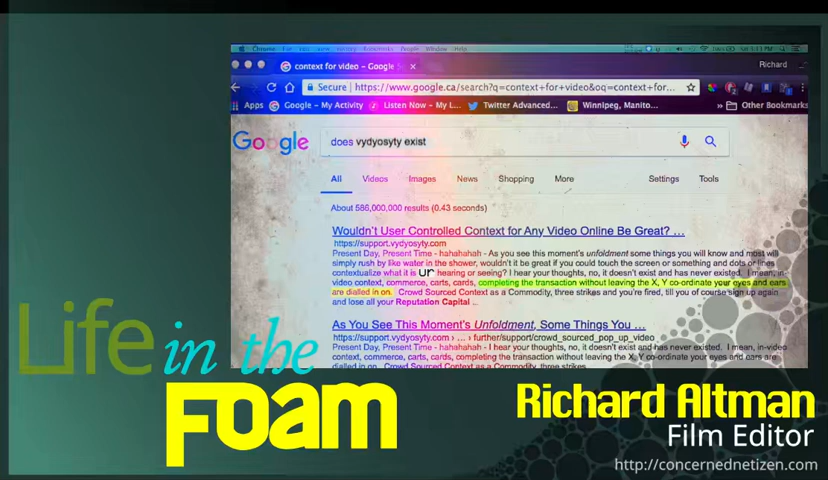 Chrome
Window Help
context for video – Google S
Richard
Secure https://www.google.ca/search?q=context+for+video&oq=context+for...
Apps Google – My Activity Listen Now – My L... Twitter Advanced... Winnipeg, Manito... » Other Bookmarks
Google does vydyosyty exist
All Videos Images News Shopping More Settings Tools
About 586,000,000 results (0.43 seconds)
Wouldn't User Controlled Context for Any Video Online Be Great? ...
https://support.vydyosyty.com
Present Day, Present Time - hahahahah - As you see this moment's unfoldment some things you will know and must will
simply rush by like water in the shower, wouldn't it be great if you could touch the screen or something and dots or lines
contextualize what it is ur hearing or seeing? I hear your thoughts, no, it doesn't exist and has never existed. I mean, in-
video context, commerce, carts, cards, completing the transaction without leaving the X, Y co-ordinate your eyes and ears
are dialled in on. Crowd Sourced Context as a Commodity, three strikes and you're fired, till you of course sign up again
and lose all your Reputation Capital ...
As You See This Moment's Unfoldment, Some Things You ...
https://support.vydyosyty.com › ... › further/support/crowd_sourced_pop_up_video
Present Day, Present Time - hahahahah - I hear your thoughts, no, it doesn't exist and has never existed. I mean, in-video
context, commerce, carts, cards, completing the transaction without leaving the X, Y co-ordinate your eyes and ears are
dialled in on. Crowd Sourced Context as a Commodity, three strikes
Life in the
Foam
Richard Altman
Film Editor
http://concernednetizen.com